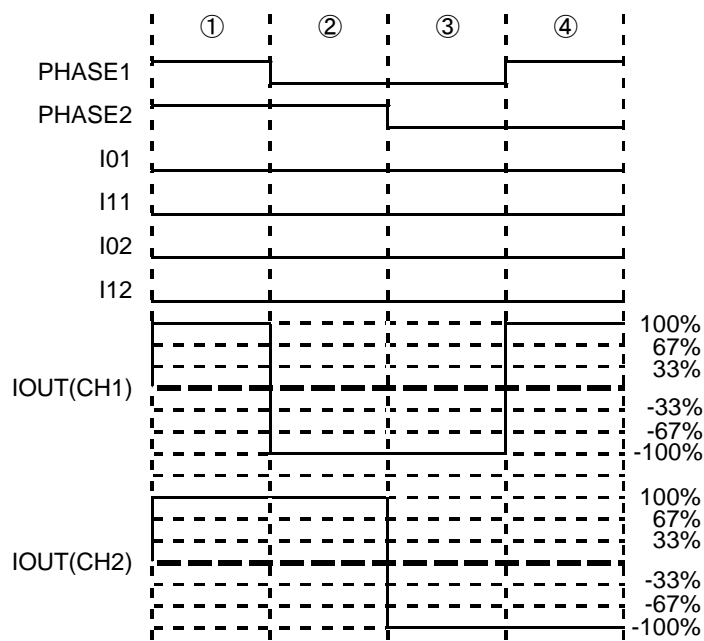 ① ② ③ ④
PHASE1
PHASE2
I01
I11
I02
I12
IOUT(CH1)
100%
67%
33%
-33%
-67%
-100%
IOUT(CH2)
100%
67%
33%
-33%
-67%
-100%